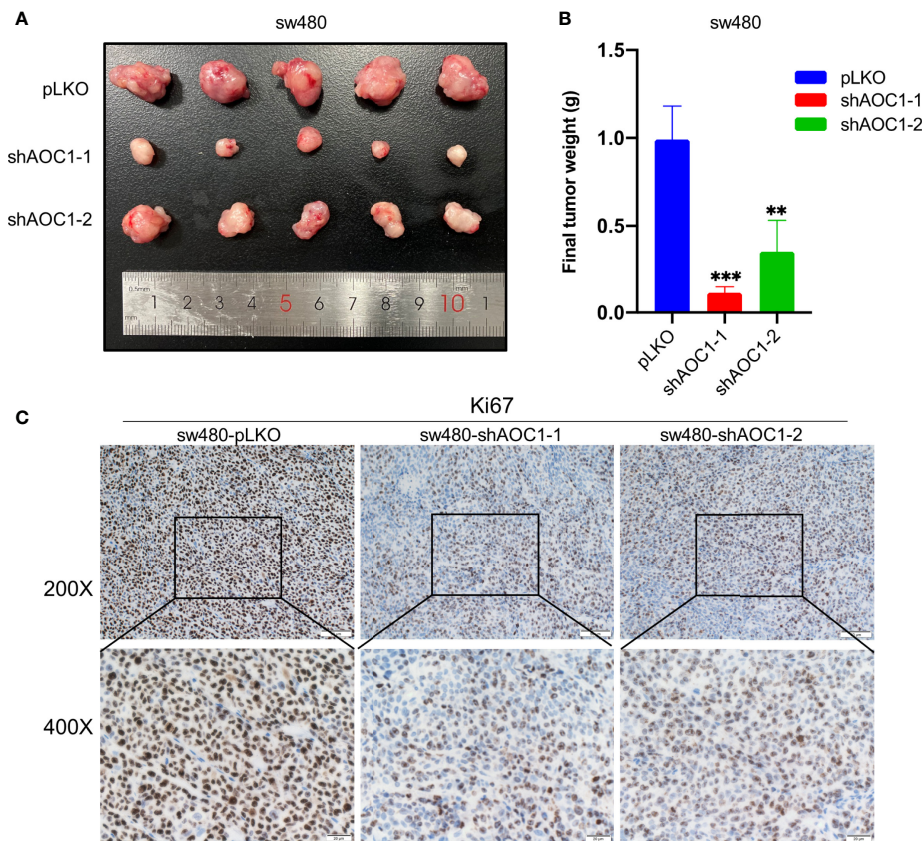 A
sw480
pLKO
shAOC1-1
shAOC1-2
0.5mm
mm
1 2 3 4 5 6 7 8 9 10 1
mm
B
sw480
Final tumor weight (g)
1.5
1.0
0.5
0.0
***
**
pLKO
shAOC1-1
shAOC1-2
pLKO
shAOC1-1
shAOC1-2
C
Ki67
sw480-pLKO
sw480-shAOC1-1
sw480-shAOC1-2
200X
400X